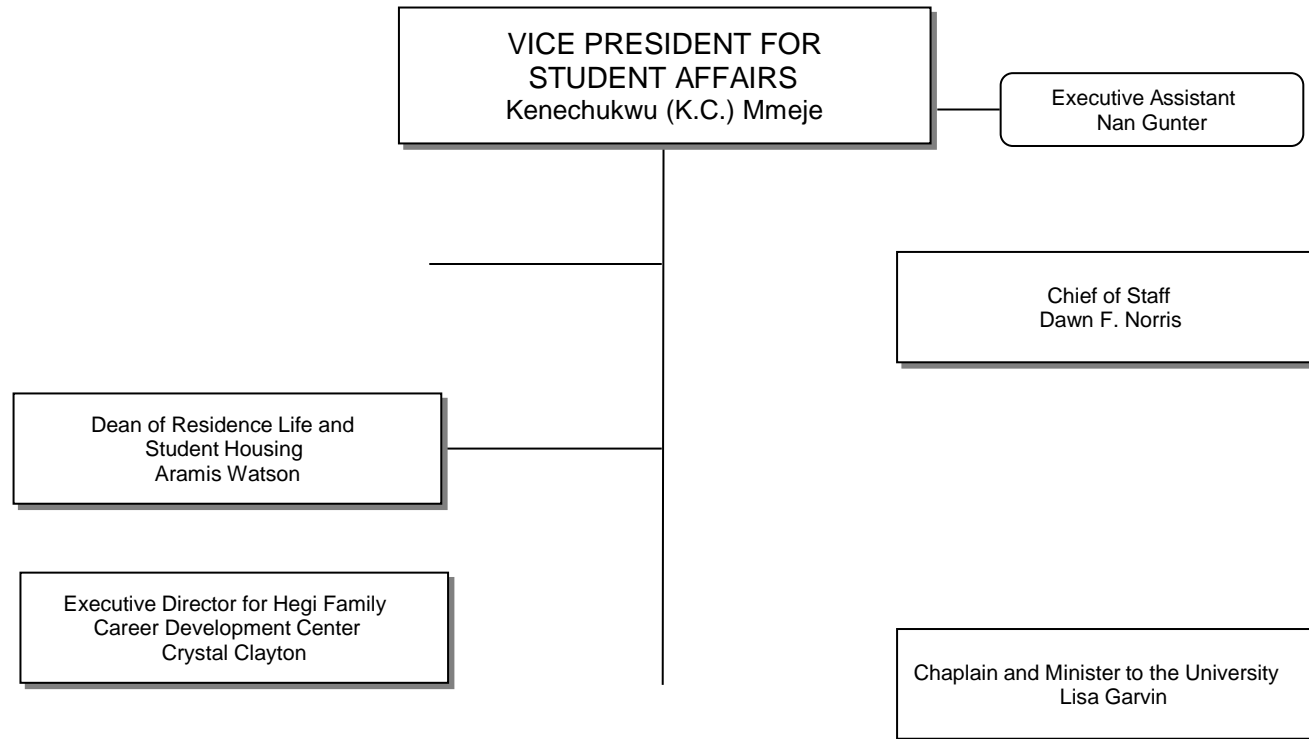 VICE PRESIDENT FOR
STUDENT AFFAIRS
Kenechukwu (K.C.) Mmeje
Executive Assistant
Nan Gunter
Chief of Staff
Dawn F. Norris
Dean of Residence Life and
Student Housing
Aramis Watson
Executive Director for Hegi Family
Career Development Center
Crystal Clayton
Chaplain and Minister to the University
Lisa Garvin